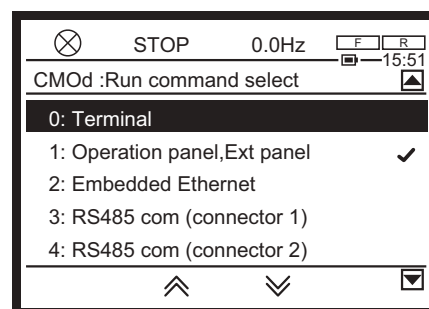 STOP 0.0Hz F R
15:51
CMOd :Run command select
0: Terminal
1: Operation panel,Ext panel
2: Embedded Ethernet
3: RS485 com (connector 1)
4: RS485 com (connector 2)